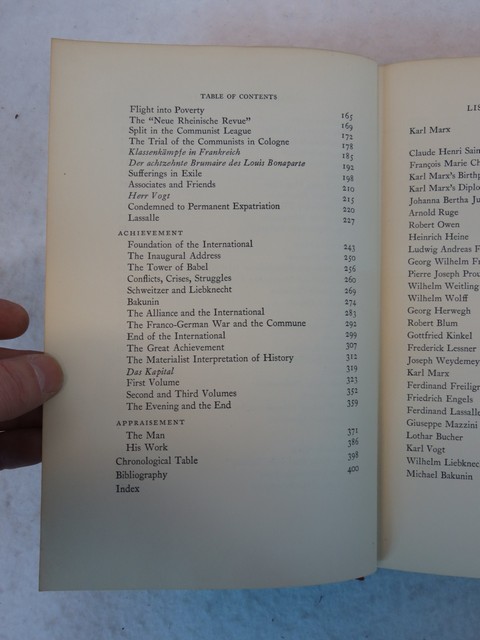 TABLE OF CONTENTS
Flight into Poverty 165
The "Neue Rheinische Revue" 169
Split in the Communist League 172
The Trial of the Communists in Cologne 178
Klassenkämpfe in Frankreich 185
Der achtzehnte Brumaire des Louis Bonaparte 192
Sufferings in Exile 198
Associates and Friends 210
Herr Vogt 215
Condemned to Permanent Expatriation 220
Lassalle 227
ACHIEVEMENT
Foundation of the International 243
The Inaugural Address 250
The Tower of Babel 256
Conflicts, Crises, Struggles 260
Schweitzer and Liebknecht 269
Bakunin 274
The Alliance and the International 283
The Franco-German War and the Commune 292
End of the International 299
The Great Achievement 307
The Materialist Interpretation of History 312
Das Kapital 319
First Volume 323
Second and Third Volumes 352
The Evening and the End 359
APPRAISEMENT
The Man 371
His Work 386
Chronological Table 398
Bibliography 400
Index
LIS
Karl Marx
Claude Henri Sain
François Marie Ch
Karl Marx's Birthp
Karl Marx's Diplo
Johanna Bertha Ju
Arnold Ruge
Robert Owen
Heinrich Heine
Ludwig Andreas F
Georg Wilhelm Fr
Pierre Joseph Prou
Wilhelm Weitling
Wilhelm Wolff
Georg Herwegh
Robert Blum
Gottfried Kinkel
Frederick Lessner
Joseph Weydemey
Karl Marx
Ferdinand Freilig
Friedrich Engels
Ferdinand Lassalle
Giuseppe Mazzini
Lothar Bucher
Karl Vogt
Wilhelm Liebknec
Michael Bakunin